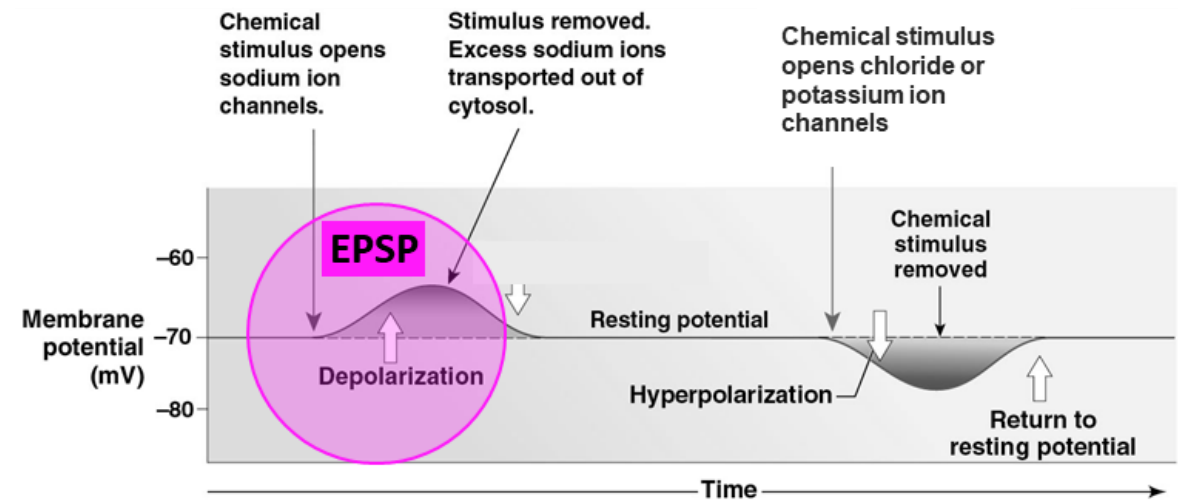 Chemical
stimulus opens
sodium ion
channels.
Stimulus removed.
Excess sodium ions
transported out of
cytosol.
Chemical stimulus
opens chloride or
potassium ion
channels
EPSP
Chemical
stimulus
removed
–60
Membrane
potential
(mV)
–70
–80
Resting potential
Depolarization
Hyperpolarization
Return to
resting potential
Time